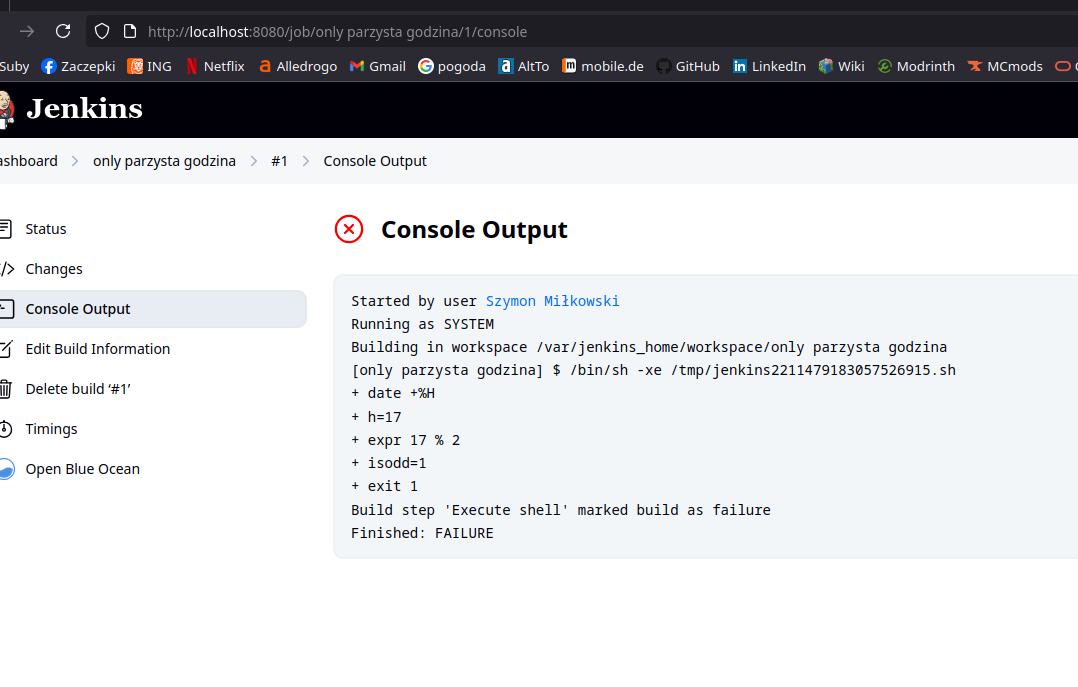 http://localhost:8080/job/only parzysta godzina/1/console
Suby Zaczepki ING Netflix Alledrogo Gmail pogoda AltTo mobile.de GitHub LinkedIn Wiki Modrinth MCmods
Jenkins
ashboard > only parzysta godzina > #1 > Console Output
Status
Changes
Console Output
Edit Build Information
Delete build ‘#1’
Timings
Open Blue Ocean
Console Output
Started by user Szymon Miłkowski
Running as SYSTEM
Building in workspace /var/jenkins_home/workspace/only parzysta godzina
[only parzysta godzina] $ /bin/sh -xe /tmp/jenkins2211479183057526915.sh
+ date +%H
+ h=17
+ expr 17 % 2
+ isodd=1
+ exit 1
Build step 'Execute shell' marked build as failure
Finished: FAILURE